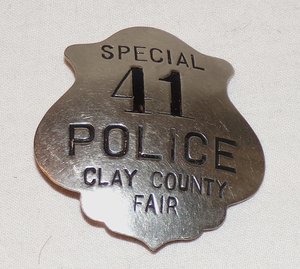 SPECIAL
41
POLICE
CLAY COUNTY
FAIR